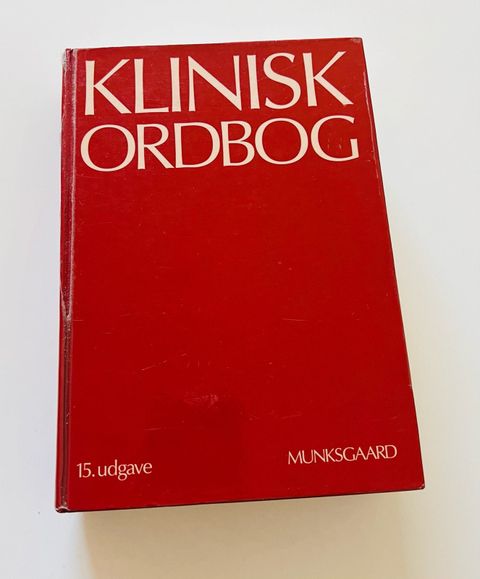 KLINISK
ORDBOG
15. udgave
MUNKSGAARD